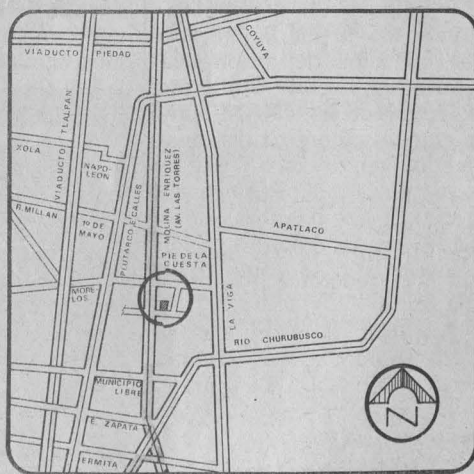 COYUYA
VIADUCTO PIEDAD
VIADUCTO TLALPAN
XOLA
NAPO-
LEON
MOLINA ENRIQUEZ
(AV. LAS TORRES)
PLUTARCO E. CALLES
R. MILLAN
1º DE
MAYO
APATLACO
PIE DE LA
CUESTA
MORE-
LOS
LA VIGA
RIO CHURUBUSCO
MUNICIPIO
LIBRE
E. ZAPATA
ERMITA
N